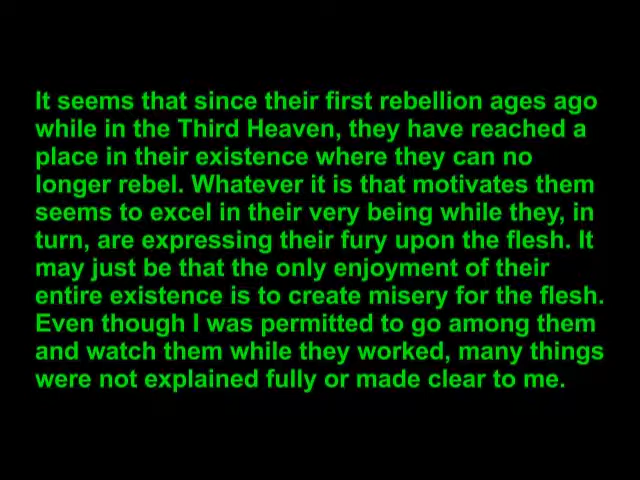 It seems that since their first rebellion ages ago
while in the Third Heaven, they have reached a
place in their existence where they can no
longer rebel. Whatever it is that motivates them
seems to excel in their very being while they, in
turn, are expressing their fury upon the flesh. It
may just be that the only enjoyment of their
entire existence is to create misery for the flesh.
Even though I was permitted to go among them
and watch them while they worked, many things
were not explained fully or made clear to me.